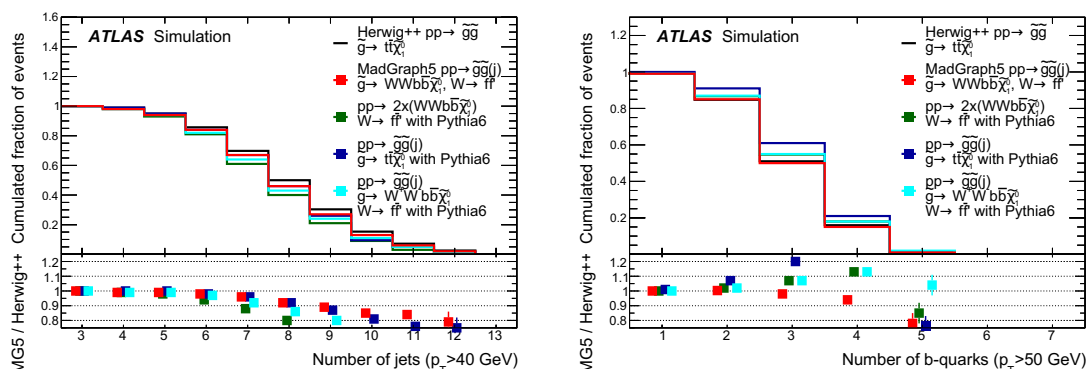 MG5 / Herwig++ Cumulated fraction of events
1.6
1.4
1.2
1
0.8
0.6
0.4
0.2
ATLAS Simulation
Herwig++ pp→ g̃g̃
g̃→ tt̄χ̃⁰₁
MadGraph5 pp→g̃g̃(j)
g̃→ WWbb̄χ̃⁰₁, W→ ff̄'
pp→ 2x(WWbb̄χ̃⁰₁)
W→ ff̄' with Pythia6
pp→ g̃g̃(j)
g̃→ tt̄χ̃⁰₁ with Pythia6
pp→ g̃g̃(j)
g̃→ W⁺W⁻bb̄χ̃⁰₁
W→ ff̄' with Pythia6
1.2
1.1
1.0
0.9
0.8
3 4 5 6 7 8 9 10 11 12 13
Number of jets (p_T>40 GeV)
MG5 / Herwig++ Cumulated fraction of events
1.2
1
0.8
0.6
0.4
0.2
ATLAS Simulation
Herwig++ pp→ g̃g̃
g̃→ tt̄χ̃⁰₁
MadGraph5 pp→g̃g̃(j)
g̃→ WWbb̄χ̃⁰₁, W→ ff̄'
pp→ 2x(WWbb̄χ̃⁰₁)
W→ ff̄' with Pythia6
pp→ g̃g̃(j)
g̃→ tt̄χ̃⁰₁ with Pythia6
pp→ g̃g̃(j)
g̃→ W⁺W⁻bb̄χ̃⁰₁
W→ ff̄' with Pythia6
1.2
1.1
1.0
0.9
0.8
1 2 3 4 5 6 7
Number of b-quarks (p_T>50 GeV)